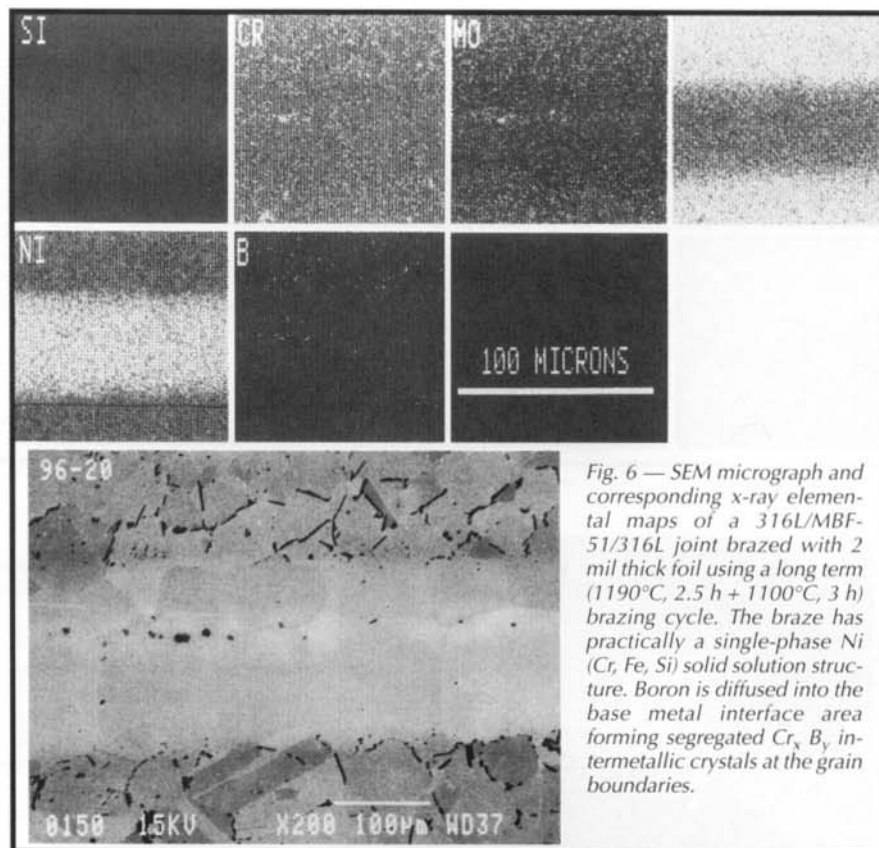 SI CR MO
NI B
100 MICRONS
96-20
0150 15KV X200 100µm WD37
Fig. 6 — SEM micrograph and
corresponding x-ray elemen-
tal maps of a 316L/MBF-
51/316L joint brazed with 2
mil thick foil using a long term
(1190°C, 2.5 h + 1100°C, 3 h)
brazing cycle. The braze has
practically a single-phase Ni
(Cr, Fe, Si) solid solution struc-
ture. Boron is diffused into the
base metal interface area
forming segregated Crₓ Bᵧ in-
termetallic crystals at the grain
boundaries.